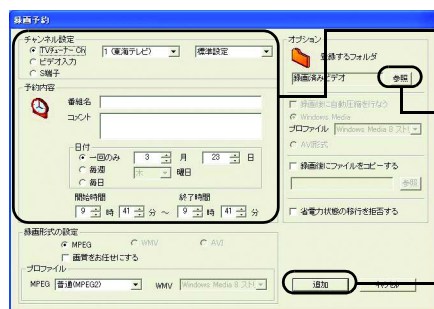 録画予約
チャンネル設定
TVチューナー Ch 1 (東海テレビ) 標準設定
ビデオ入力
S端子
予約内容
番組名
コメント
日付
一回のみ 3 月 23 日
毎週 水 曜日
毎日
開始時間 終了時間
9 時 41 分 ～ 9 時 41 分
録画形式の設定
MPEG WMV AVI
画質をお任せにする
プロファイル
MPEG 普通(MPEG2) WMV Windows Media 8 スト
オプション
登録するフォルダ
録画済みビデオ 参照
録画後に自動圧縮を行なう
Windows Media
プロファイル Windows Media 8 スト
AVI形式
録画後にファイルをコピーする
参照
省電力状態の移行を拒否する
追加 キャンセル